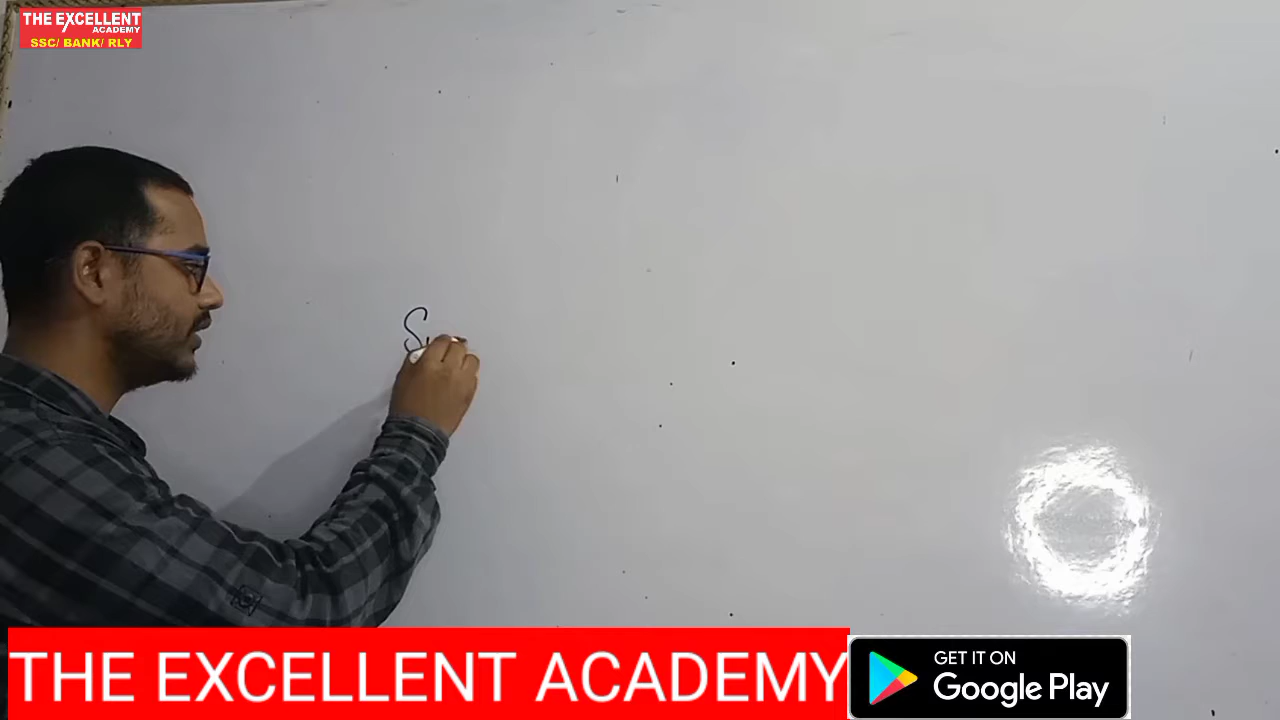 THE EXCELLENT
ACADEMY
SSC/ BANK/ RLY
S
THE EXCELLENT ACADEMY
GET IT ON
Google Play